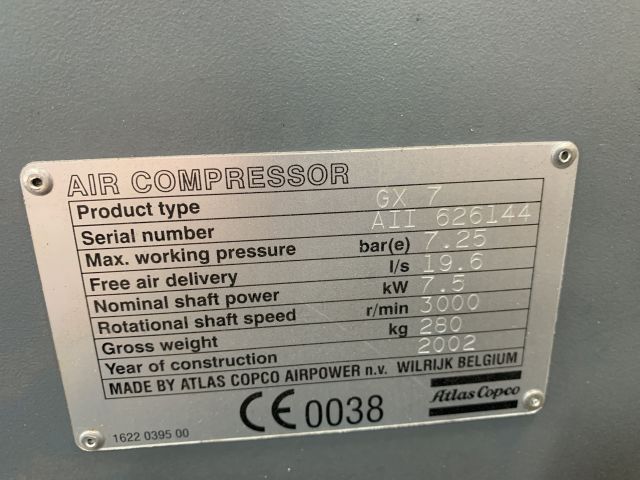 AIR COMPRESSOR
Product type GX 7
Serial number AII 626144
Max. working pressure bar(e) 7.25
Free air delivery l/s 19.6
Nominal shaft power kW 7.5
Rotational shaft speed r/min 3000
Gross weight kg 280
Year of construction 2002
MADE BY ATLAS COPCO AIRPOWER n.v. WILRIJK BELGIUM
CE 0038 Atlas Copco
1622 0395 00